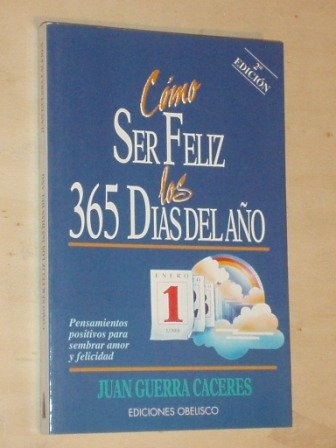 2ª
EDICIÓN
Cómo
SER FELIZ
los
365 DIAS DEL AÑO
ENERO
1
Pensamientos
positivos para
sembrar amor
y felicidad
JUAN GUERRA CACERES
EDICIONES OBELISCO